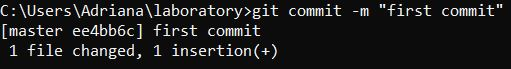 C:\Users\Adriana\laboratory>git commit -m "first commit"
[master ee4bb6c] first commit
 1 file changed, 1 insertion(+)